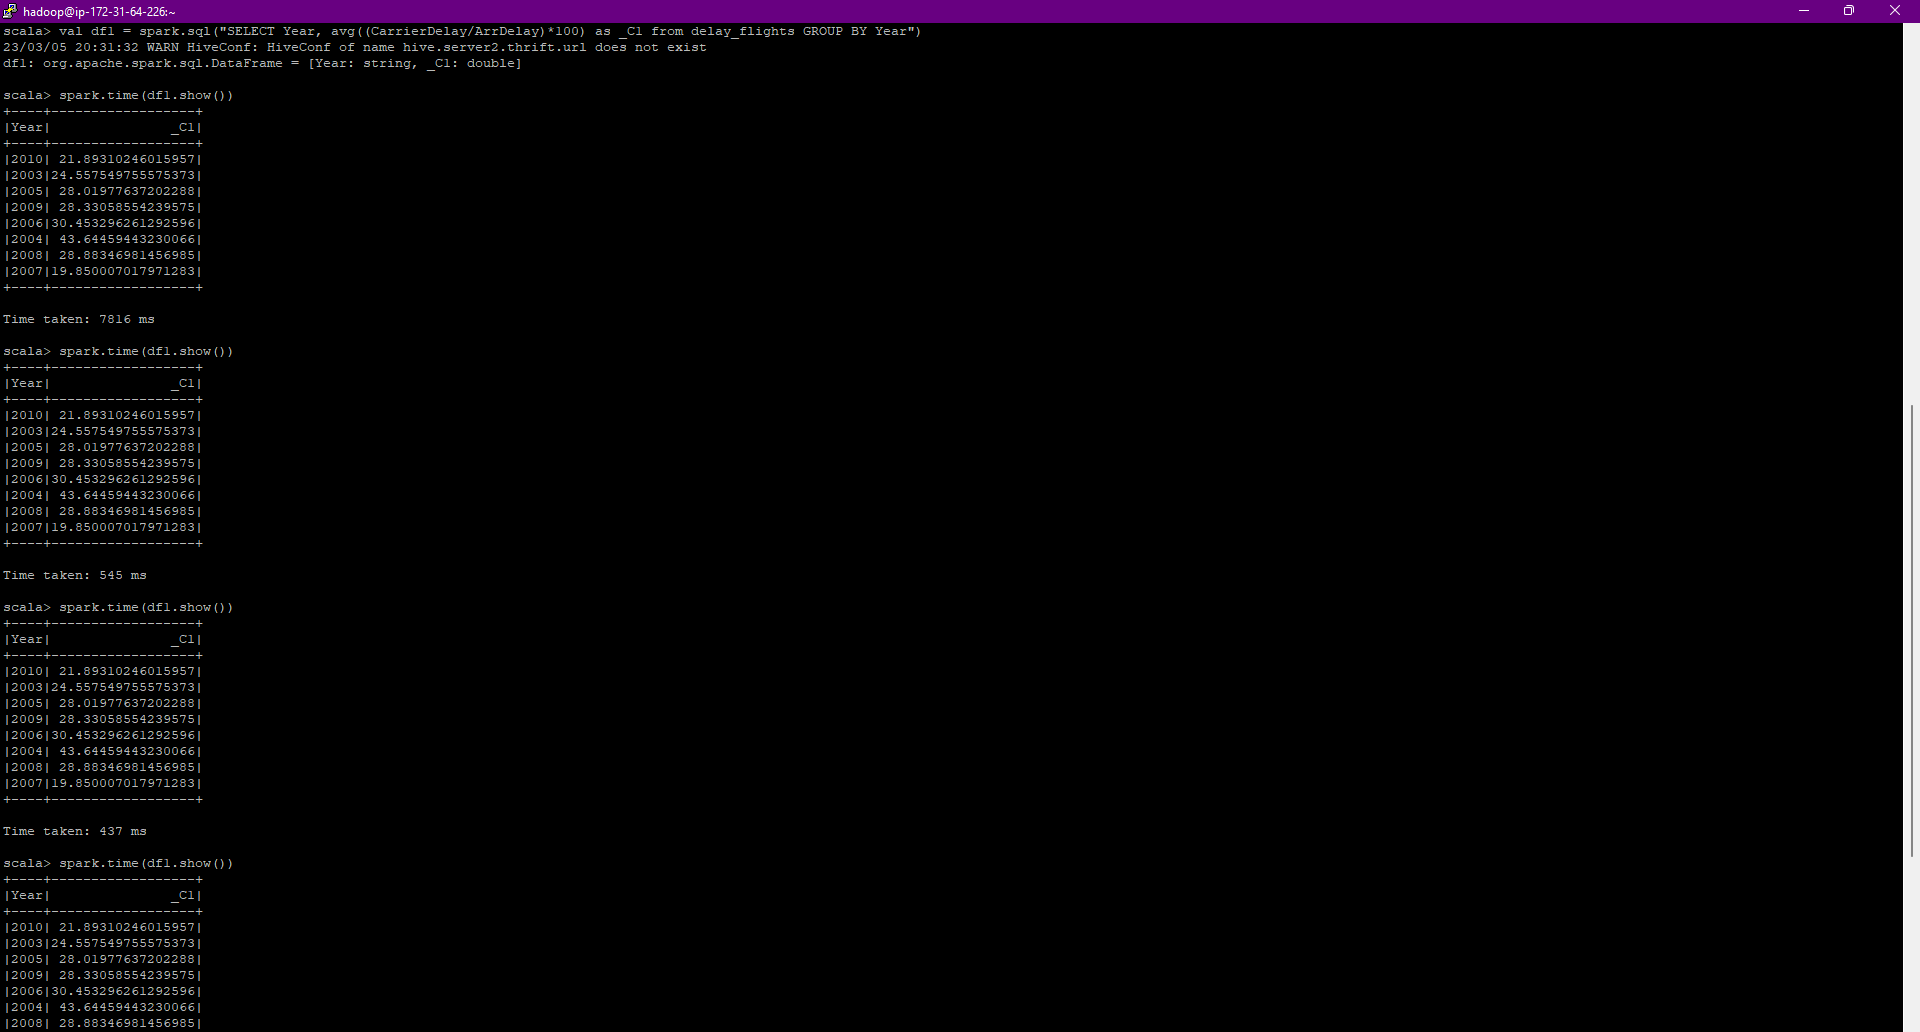 hadoop@ip-172-31-64-226:~
scala> val df1 = spark.sql("SELECT Year, avg((CarrierDelay/ArrDelay)*100) as _C1 from delay_flights GROUP BY Year")
23/03/05 20:31:32 WARN HiveConf: HiveConf of name hive.server2.thrift.url does not exist
df1: org.apache.spark.sql.DataFrame = [Year: string, _C1: double]
scala> spark.time(df1.show())
+----+------------------+
|Year|               _C1|
+----+------------------+
|2010| 21.89310246015957|
|2003|24.557549755575373|
|2005| 28.01977637202288|
|2009| 28.33058554239575|
|2006|30.453296261292596|
|2004| 43.64459443230066|
|2008| 28.88346981456985|
|2007|19.850007017971283|
+----+------------------+
Time taken: 7816 ms
scala> spark.time(df1.show())
+----+------------------+
|Year|               _C1|
+----+------------------+
|2010| 21.89310246015957|
|2003|24.557549755575373|
|2005| 28.01977637202288|
|2009| 28.33058554239575|
|2006|30.453296261292596|
|2004| 43.64459443230066|
|2008| 28.88346981456985|
|2007|19.850007017971283|
+----+------------------+
Time taken: 545 ms
scala> spark.time(df1.show())
+----+------------------+
|Year|               _C1|
+----+------------------+
|2010| 21.89310246015957|
|2003|24.557549755575373|
|2005| 28.01977637202288|
|2009| 28.33058554239575|
|2006|30.453296261292596|
|2004| 43.64459443230066|
|2008| 28.88346981456985|
|2007|19.850007017971283|
+----+------------------+
Time taken: 437 ms
scala> spark.time(df1.show())
+----+------------------+
|Year|               _C1|
+----+------------------+
|2010| 21.89310246015957|
|2003|24.557549755575373|
|2005| 28.01977637202288|
|2009| 28.33058554239575|
|2006|30.453296261292596|
|2004| 43.64459443230066|
|2008| 28.88346981456985|